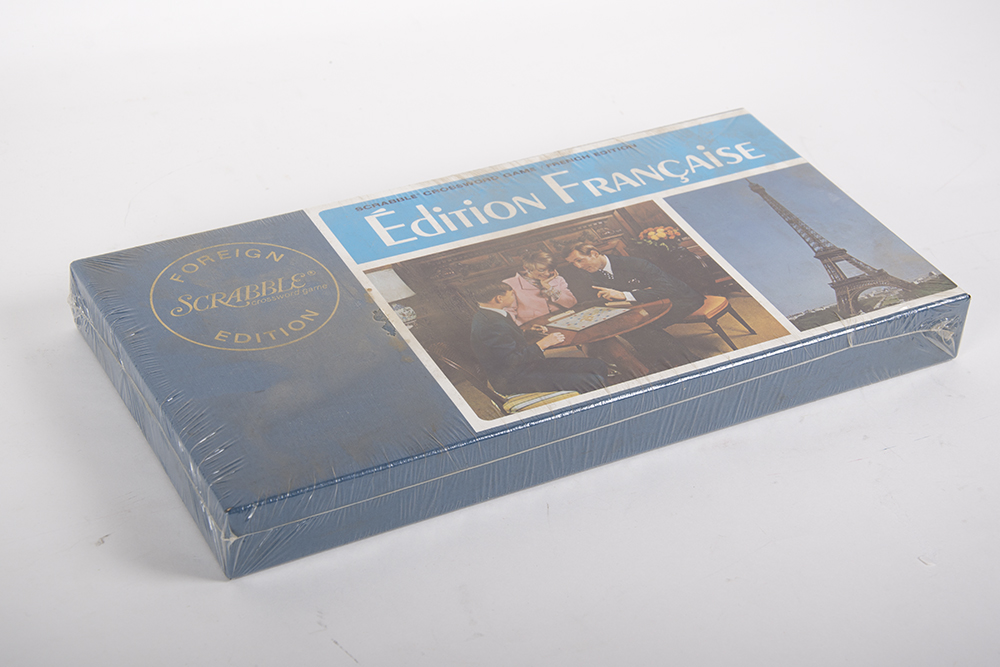 FOREIGN
SCRABBLE®
crossword game
EDITION
SCRABBLE CROSSWORD GAME · FRENCH EDITION
ÉDITION FRANÇAISE